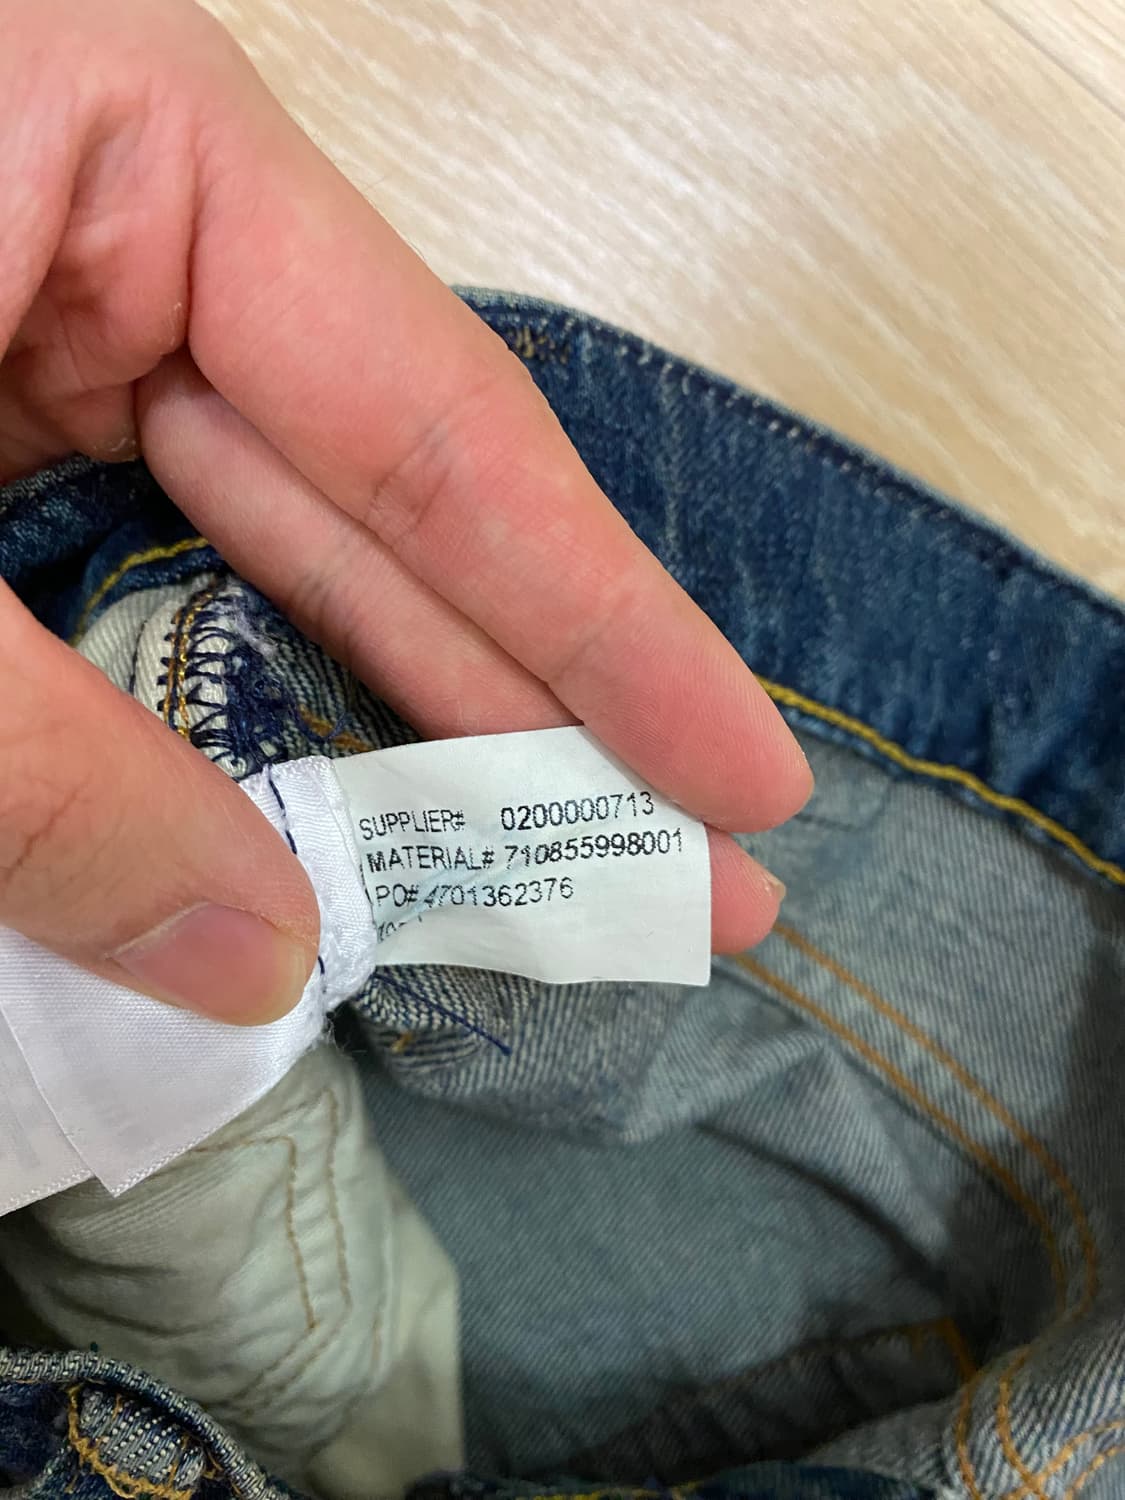 SUPPLIER# 0200000713
MATERIAL# 710855998001
PO# 4701362376